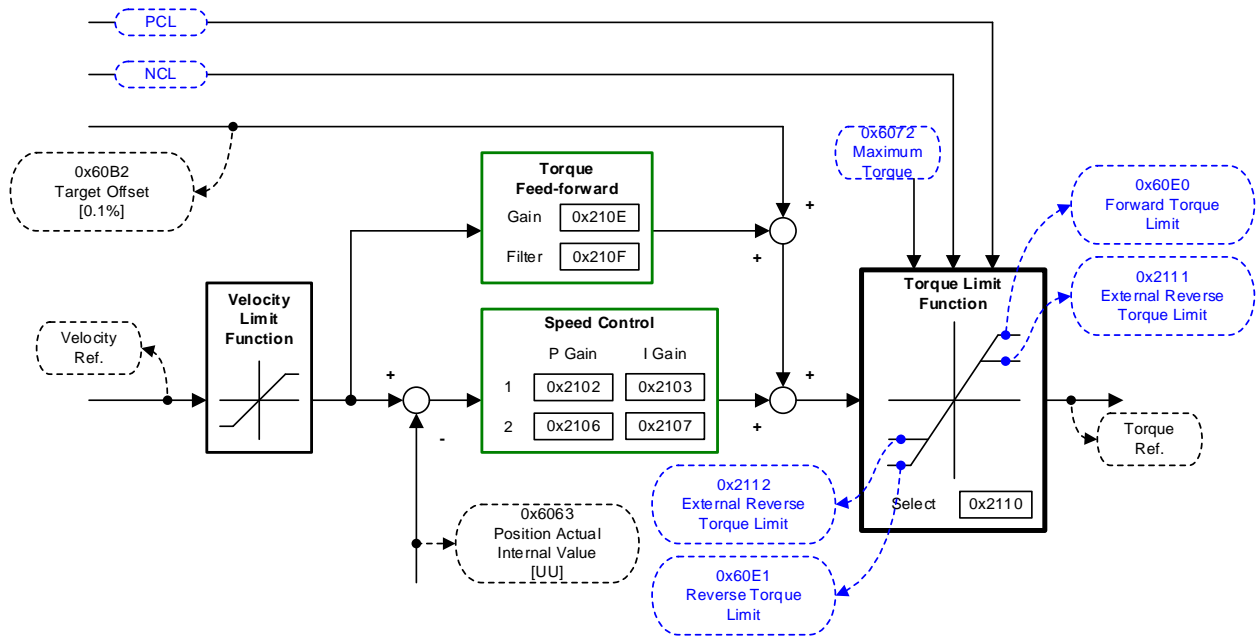 PCL
NCL
0x60B2
Target Offset
[0.1%]
Torque
Feed-forward
Gain 0x210E
Filter 0x210F
+
+
0x6072
Maximum
Torque
0x60E0
Forward Torque
Limit
0x2111
External Reverse
Torque Limit
Velocity
Ref.
Velocity
Limit
Function
+
-
Speed Control
P Gain I Gain
1 0x2102 0x2103
2 0x2106 0x2107
+
+
Torque Limit
Function
Select 0x2110
Torque
Ref.
0x2112
External Reverse
Torque Limit
0x6063
Position Actual
Internal Value
[UU]
0x60E1
Reverse Torque
Limit